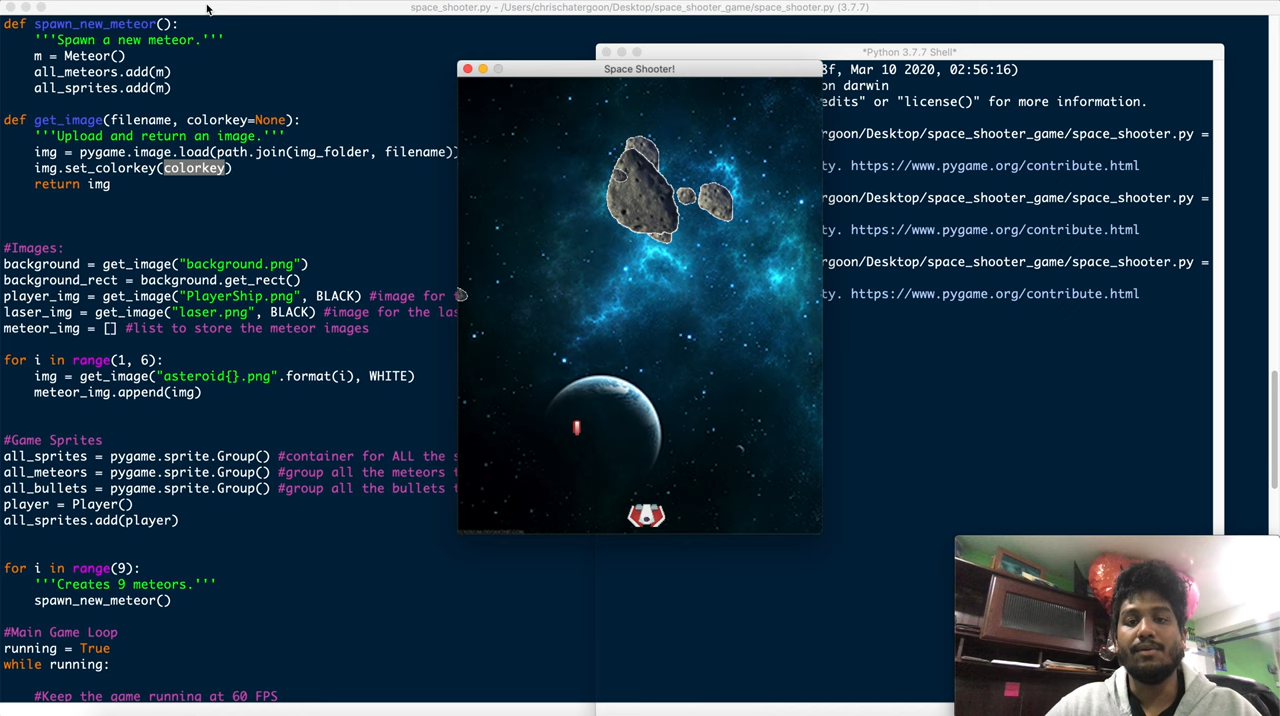 space_shooter.py - /Users/chrischatergoon/Desktop/space_shooter_game/space_shooter.py (3.7.7)
def spawn_new_meteor():
'''Spawn a new meteor.'''
m = Meteor()
all_meteors.add(m)
all_sprites.add(m)
def get_image(filename, colorkey=None):
'''Upload and return an image.'''
img = pygame.image.load(path.join(img_folder, filename))
img.set_colorkey(colorkey)
return img
#Images:
background = get_image("background.png")
background_rect = background.get_rect()
player_img = get_image("PlayerShip.png", BLACK) #image for
laser_img = get_image("laser.png", BLACK) #image for the
meteor_img = [] #list to store the meteor images
for i in range(1, 6):
img = get_image("asteroid{}.png".format(i), WHITE)
meteor_img.append(img)
#Game Sprites
all_sprites = pygame.sprite.Group() #container for ALL the
all_meteors = pygame.sprite.Group() #group all the meteors
all_bullets = pygame.sprite.Group() #group all the bullets
player = Player()
all_sprites.add(player)
for i in range(9):
'''Creates 9 meteors.'''
spawn_new_meteor()
#Main Game Loop
running = True
while running:
#Keep the game running at 60 FPS
Space Shooter!
*Python 3.7.7 Shell*
8f, Mar 10 2020, 02:56:16)
on darwin
edits" or "license()" for more information.
rgoon/Desktop/space_shooter_game/space_shooter.py =
ty. https://www.pygame.org/contribute.html
rgoon/Desktop/space_shooter_game/space_shooter.py =
ty. https://www.pygame.org/contribute.html
rgoon/Desktop/space_shooter_game/space_shooter.py =
ty. https://www.pygame.org/contribute.html